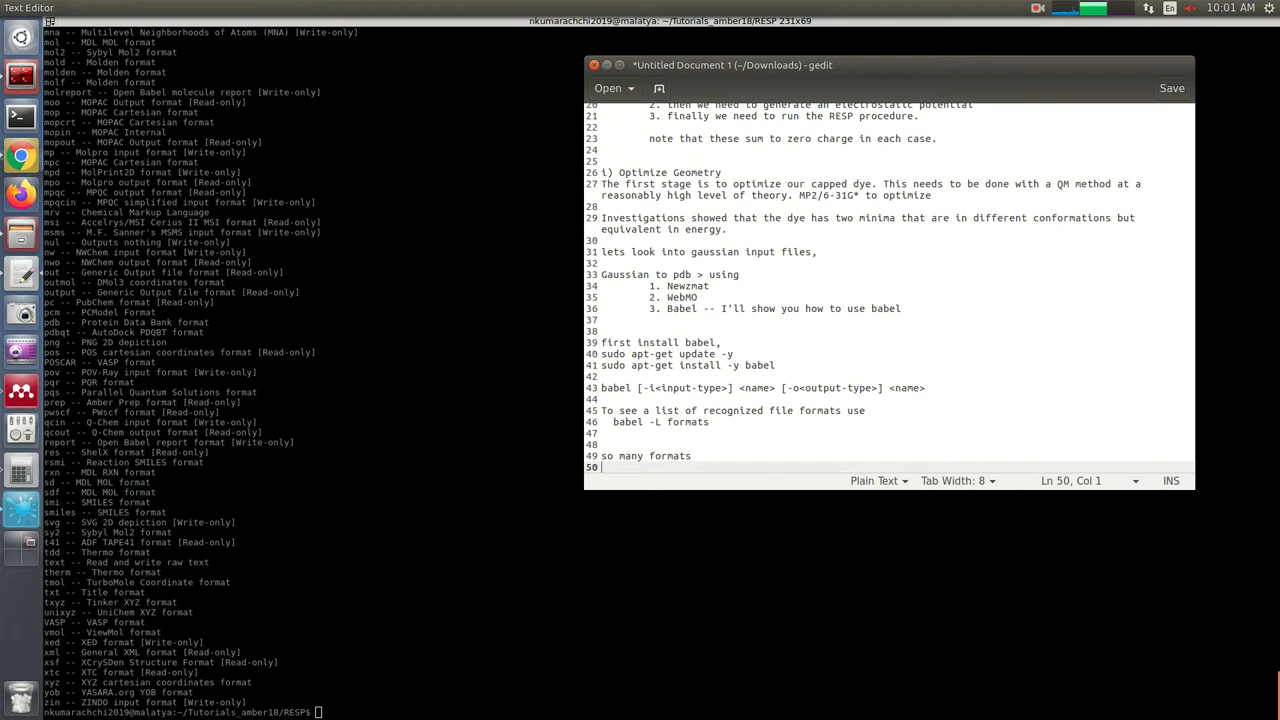 Text Editor
En
10:01 AM
nkumarachchi2019@malatya:~/Tutorials_amber18/RESP 231x69
mna -- Multilevel Neighborhoods of Atoms (MNA) [Write-only]
mol -- MDL MOL format
mol2 -- Sybyl Mol2 format
mold -- Molden format
molden -- Molden format
molf -- Molden format
molreport -- Open Babel molecule report [Write-only]
moo -- MOPAC Output format [Read-only]
mop -- MOPAC Cartesian format
mopcrt -- MOPAC Cartesian format
mopin -- MOPAC Internal
mopout -- MOPAC Output format [Read-only]
mp -- Molpro input format [Write-only]
mpc -- MOPAC Cartesian format
mpd -- MolPrint2D format [Write-only]
mpo -- Molpro output format [Read-only]
mpqc -- MPQC output format [Read-only]
mpqcin -- MPQC simplified input format [Write-only]
mrv -- Chemical Markup Language
msi -- Accelrys/MSI Cerius II MSI format [Read-only]
msms -- M.F. Sanner's MSMS input format [Write-only]
nul -- Outputs nothing [Write-only]
nw -- NWChem input format [Write-only]
nwo -- NWChem output format [Read-only]
out -- Generic Output file format [Read-only]
outmol -- DMol3 coordinates format
output -- Generic Output file format [Read-only]
pc -- PubChem format [Read-only]
pcm -- PCModel Format
pdb -- Protein Data Bank format
pdbqt -- AutoDock PDQBT format
png -- PNG 2D depiction
pos -- POS cartesian coordinates format [Read-only]
POSCAR -- VASP format
pov -- POV-Ray input format [Write-only]
pqr -- PQR format
pqs -- Parallel Quantum Solutions format
prep -- Amber Prep format [Read-only]
pwscf -- PWscf format [Read-only]
qcin -- Q-Chem input format [Write-only]
qcout -- Q-Chem output format [Read-only]
report -- Open Babel report format [Write-only]
res -- ShelX format [Read-only]
rsmi -- Reaction SMILES format
rxn -- MDL RXN format
sd -- MDL MOL format
sdf -- MDL MOL format
smi -- SMILES format
smiles -- SMILES format
svg -- SVG 2D depiction [Write-only]
sy2 -- Sybyl Mol2 format
t41 -- ADF TAPE41 format [Read-only]
tdd -- Thermo format
text -- Read and write raw text
therm -- Thermo format
tmol -- TurboMole Coordinate format
txt -- Title format
txyz -- Tinker XYZ format
unixyz -- UniChem XYZ format
VASP -- VASP format
vmol -- ViewMol format
xed -- XED format [Write-only]
xml -- General XML format [Read-only]
xsf -- XCrySDen Structure Format [Read-only]
xtc -- XTC format [Read-only]
xyz -- XYZ cartesian coordinates format
yob -- YASARA.org YOB format
zin -- ZINDO input format [Write-only]
nkumarachchi2019@malatya:~/Tutorials_amber18/RESP$
*Untitled Document 1 (~/Downloads) - gedit
Open
Save
20 2. then we need to generate an electrostatic potential
21 3. finally we need to run the RESP procedure.
22
23 note that these sum to zero charge in each case.
24
25
26 i) Optimize Geometry
27 The first stage is to optimize our capped dye. This needs to be done with a QM method at a
reasonably high level of theory. MP2/6-31G* to optimize
28
29 Investigations showed that the dye has two minima that are in different conformations but
equivalent in energy.
30
31 lets look into gaussian input files,
32
33 Gaussian to pdb > using
34 1. Newzmat
35 2. WebMO
36 3. Babel -- I'll show you how to use babel
37
38
39 first install babel,
40 sudo apt-get update -y
41 sudo apt-get install -y babel
42
43 babel [-i<input-type>] <name> [-o<output-type>] <name>
44
45 To see a list of recognized file formats use
46 babel -L formats
47
48
49 so many formats
50
Plain Text
Tab Width: 8
Ln 50, Col 1
INS